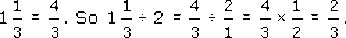 1 1/3 = 4/3. So 1 1/3 ÷ 2 = 4/3 ÷ 2/1 = 4/3 × 1/2 = 2/3.